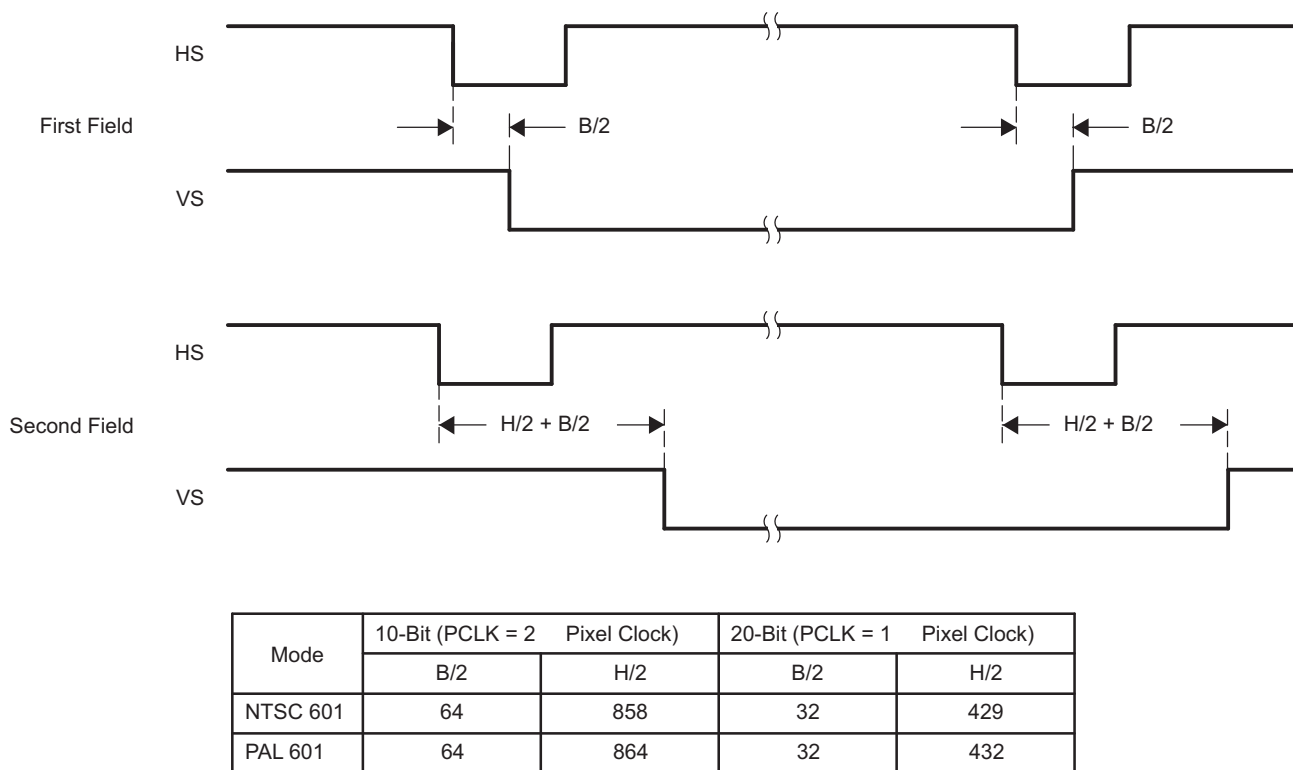 HS
First Field
B/2
B/2
VS
HS
Second Field
H/2 + B/2
H/2 + B/2
VS
Mode
10-Bit (PCLK = 2 Pixel Clock)
20-Bit (PCLK = 1 Pixel Clock)
B/2
H/2
B/2
H/2
NTSC 601
64
858
32
429
PAL 601
64
864
32
432